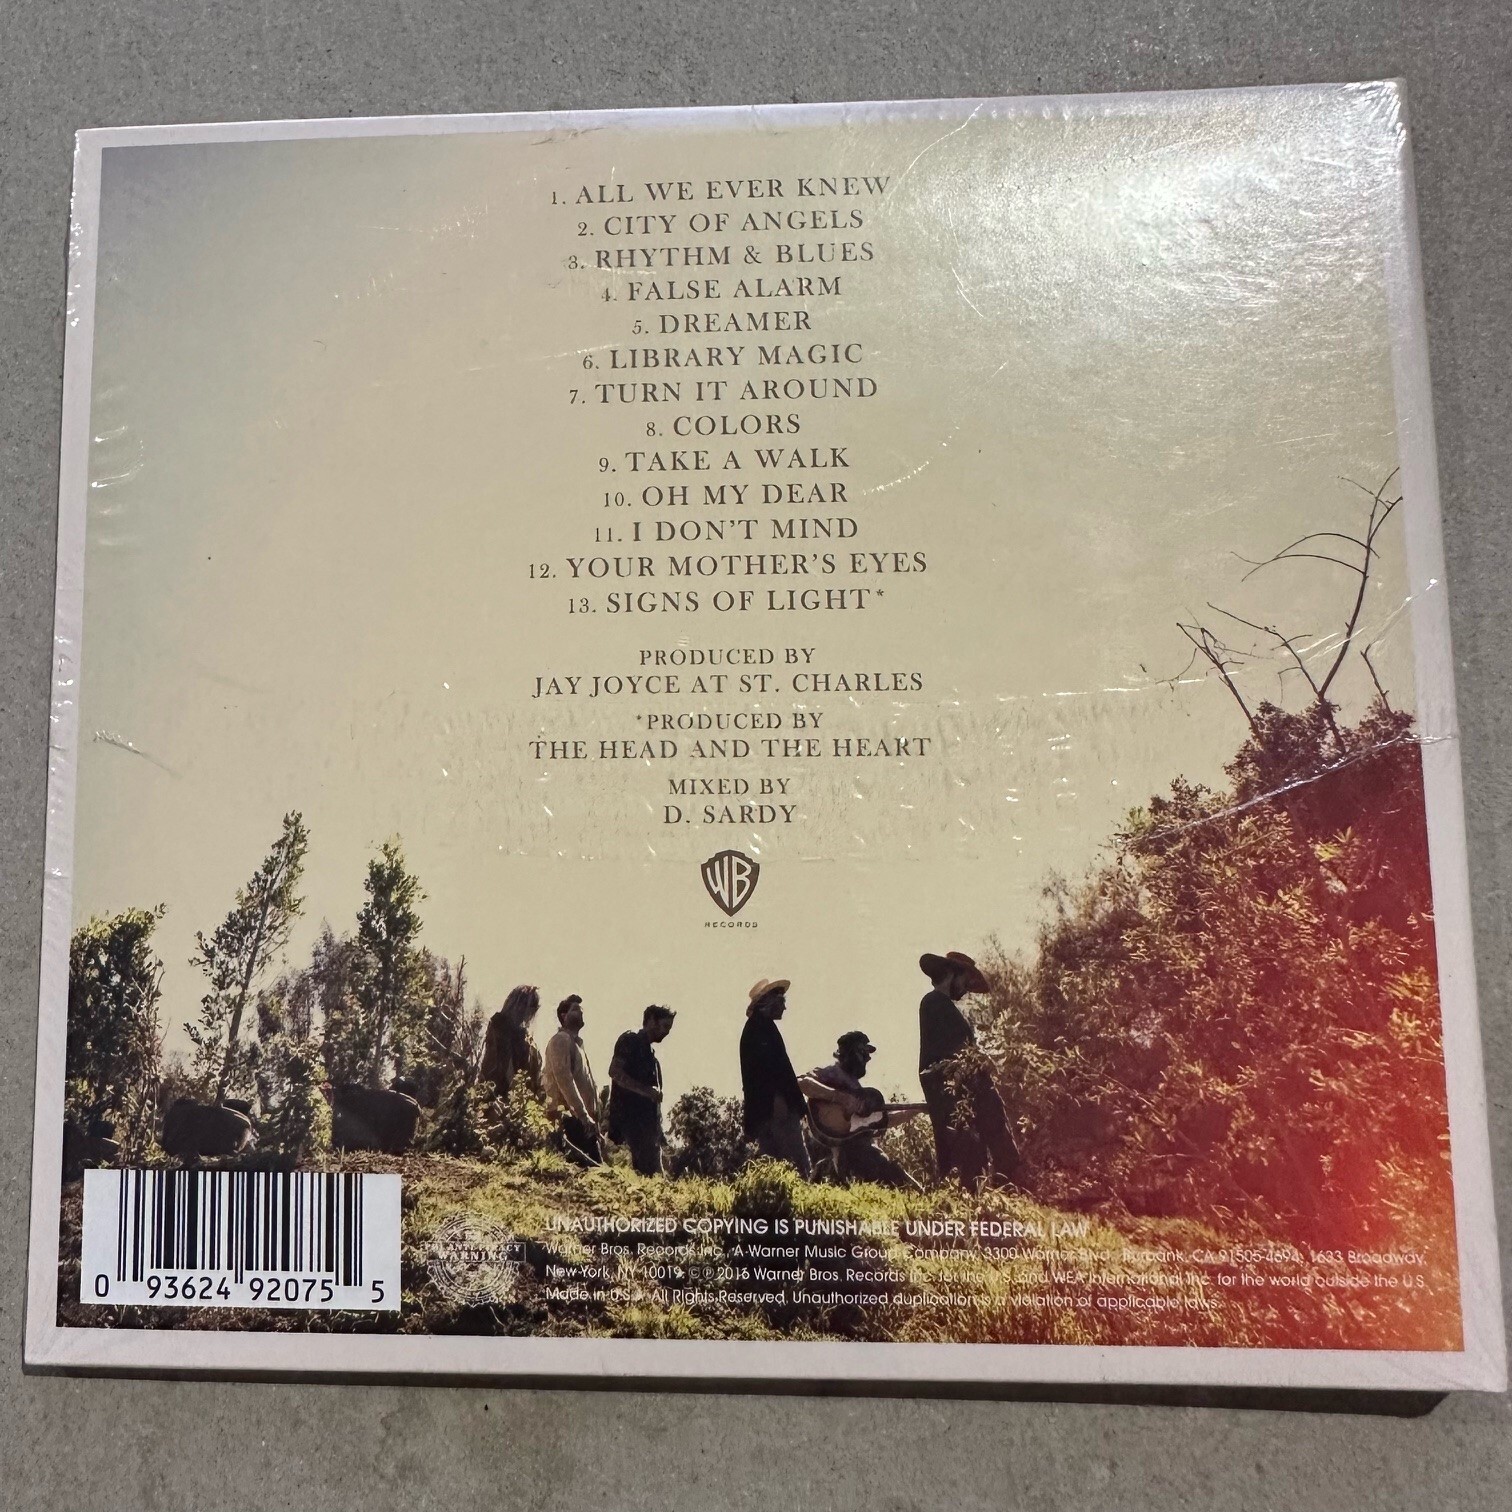 1. ALL WE EVER KNEW
2. CITY OF ANGELS
3. RHYTHM & BLUES
4. FALSE ALARM
5. DREAMER
6. LIBRARY MAGIC
7. TURN IT AROUND
8. COLORS
9. TAKE A WALK
10. OH MY DEAR
11. I DON'T MIND
12. YOUR MOTHER'S EYES
13. SIGNS OF LIGHT*
PRODUCED BY
JAY JOYCE AT ST. CHARLES
*PRODUCED BY
THE HEAD AND THE HEART
MIXED BY
D. SARDY
WB
RECORDS
0 93624 92075 5
WARNING
UNAUTHORIZED COPYING IS PUNISHABLE UNDER FEDERAL LAW
Warner Bros. Records Inc., A Warner Music Group Company, 3300 Warner Blvd., Burbank, CA 91505-4694; 1633 Broadway,
New York, NY 10019. © ℗ 2016 Warner Bros. Records Inc. for the U.S. and WEA International Inc. for the world outside the U.S.
Made in U.S.A. All Rights Reserved. Unauthorized duplication is a violation of applicable laws.